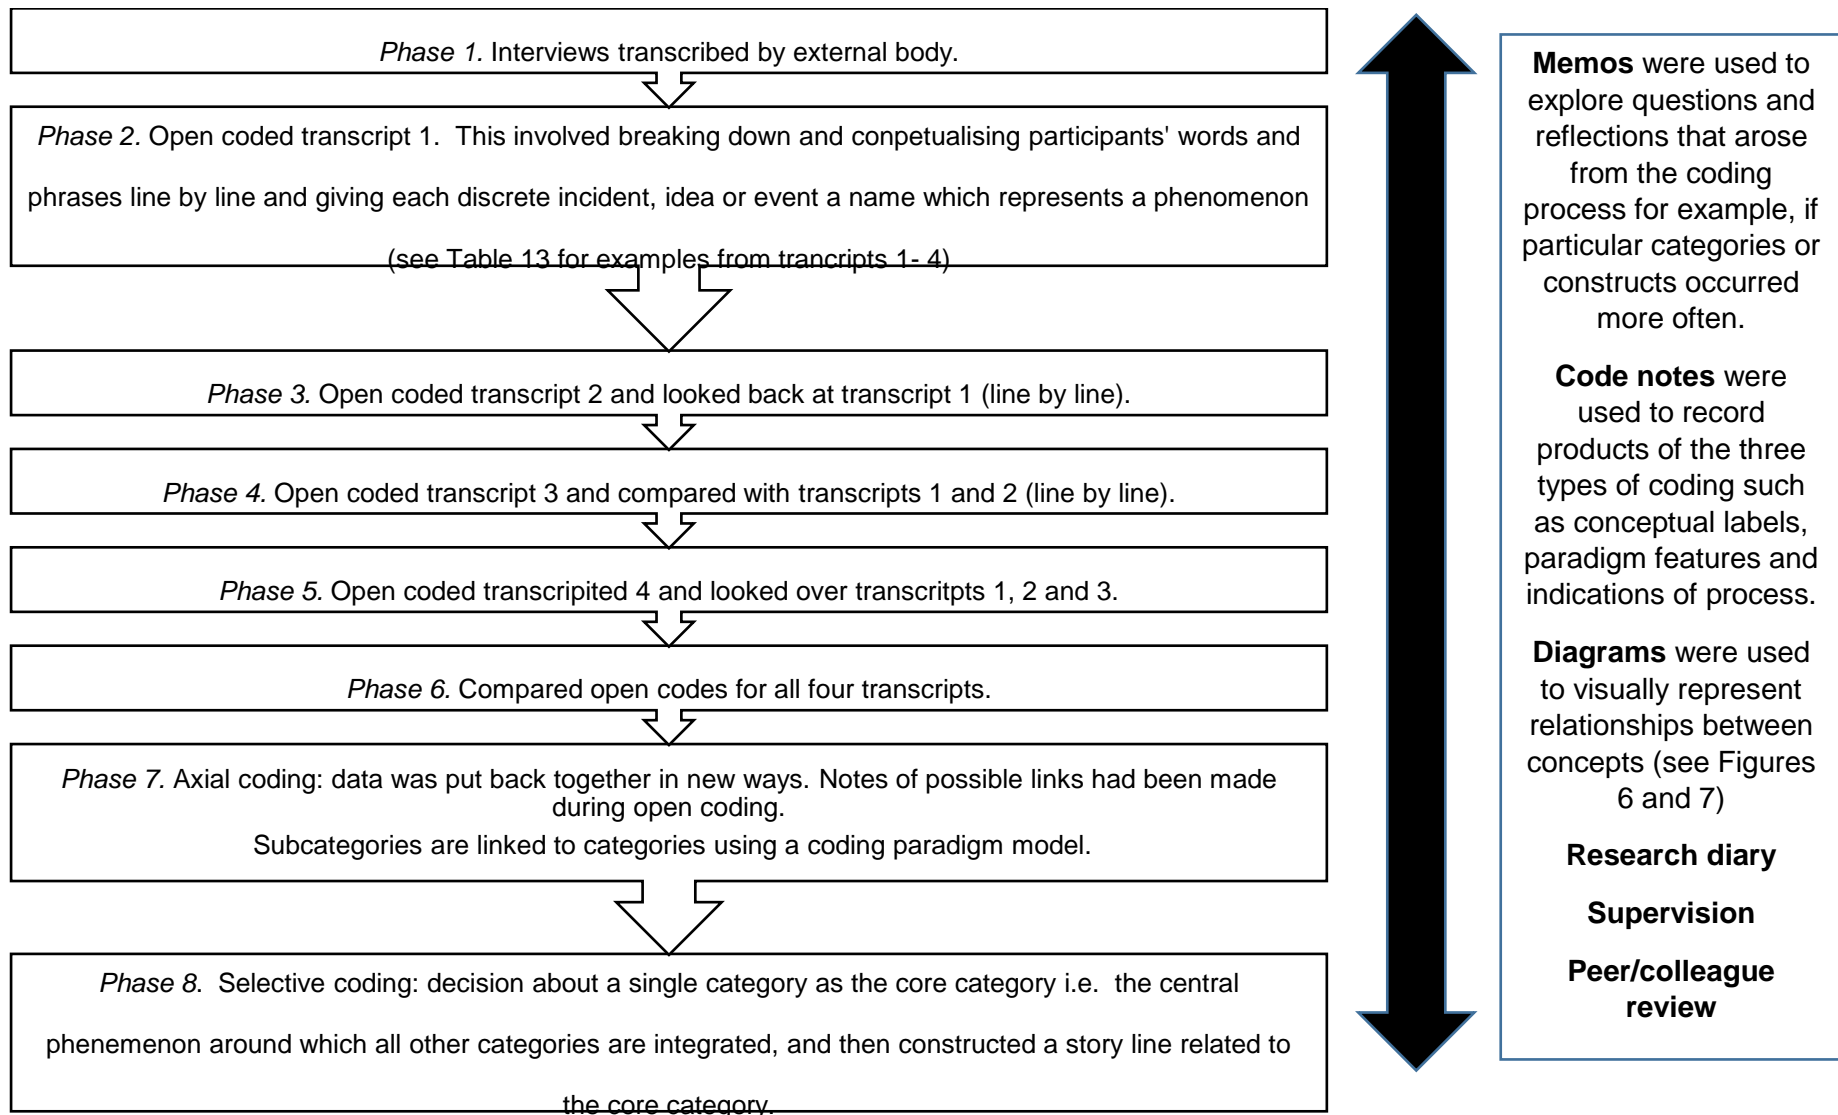 Phase 1. Interviews transcribed by external body.
Phase 2. Open coded transcript 1.  This involved breaking down and conpetualising participants' words and
phrases line by line and giving each discrete incident, idea or event a name which represents a phenomenon
(see Table 13 for examples from trancripts 1- 4)
Phase 3. Open coded transcript 2 and looked back at transcript 1 (line by line).
Phase 4. Open coded transcript 3 and compared with transcripts 1 and 2 (line by line).
Phase 5. Open coded transcripited 4 and looked over transcritpts 1, 2 and 3.
Phase 6. Compared open codes for all four transcripts.
Phase 7. Axial coding: data was put back together in new ways. Notes of possible links had been made
during open coding.
Subcategories are linked to categories using a coding paradigm model.
Phase 8.  Selective coding: decision about a single category as the core category i.e.  the central
phenemenon around which all other categories are integrated, and then constructed a story line related to
the core category.
Memos were used to
explore questions and
reflections that arose
from the coding
process for example, if
particular categories or
constructs occurred
more often.
Code notes were
used to record
products of the three
types of coding such
as conceptual labels,
paradigm features and
indications of process.
Diagrams were used
to visually represent
relationships between
concepts (see Figures
6 and 7)
Research diary
Supervision
Peer/colleague
review